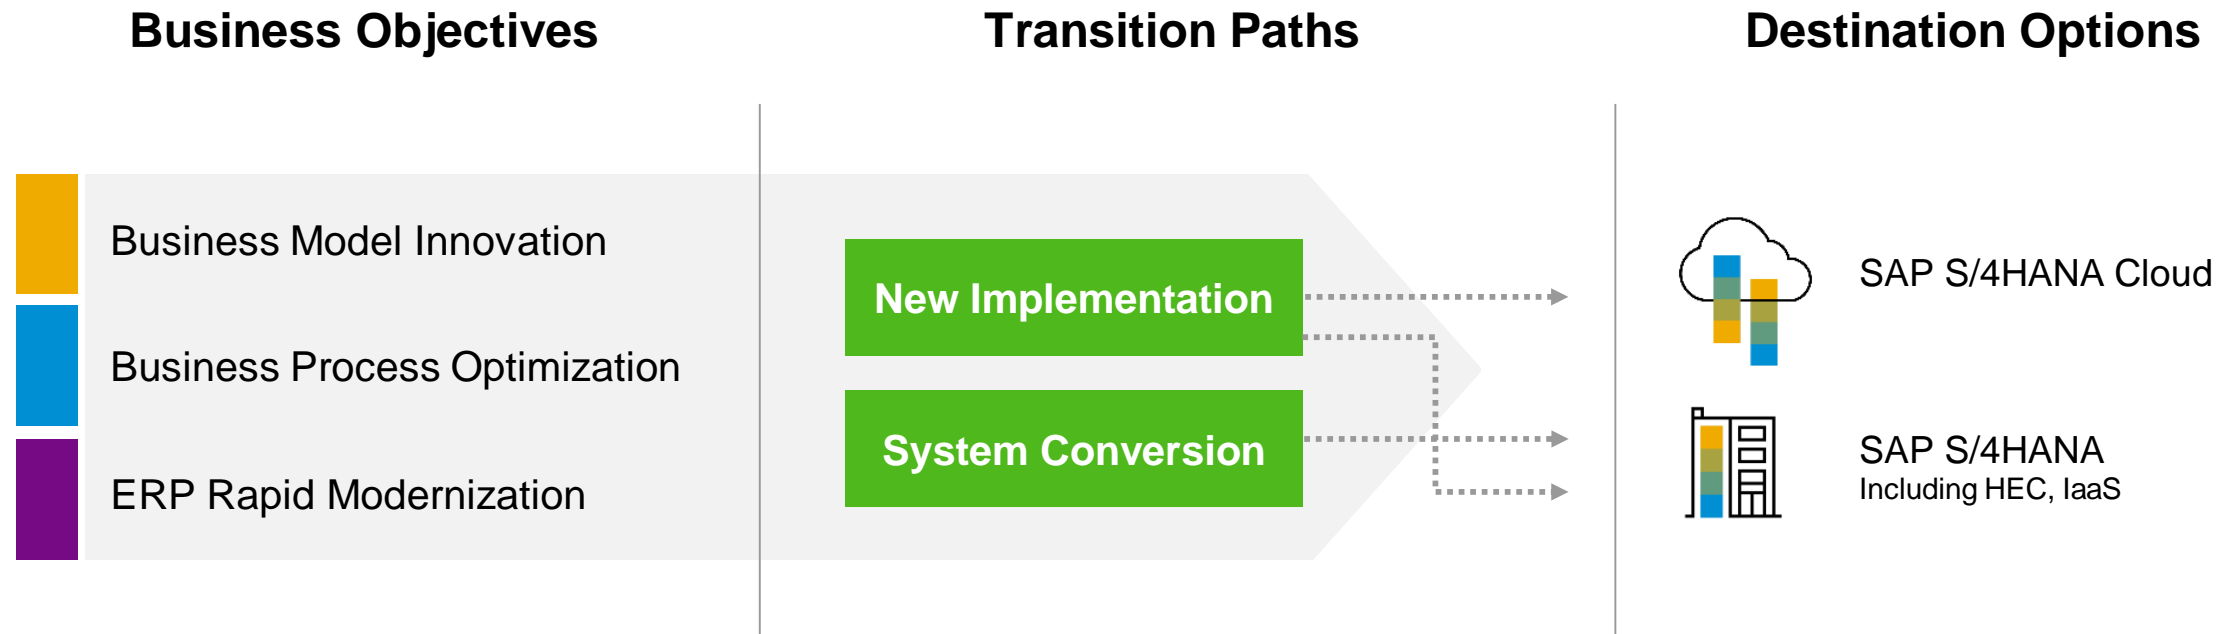 Business Objectives
Transition Paths
Destination Options
Business Model Innovation
Business Process Optimization
ERP Rapid Modernization
New Implementation
System Conversion
SAP S/4HANA Cloud
SAP S/4HANA
Including HEC, IaaS